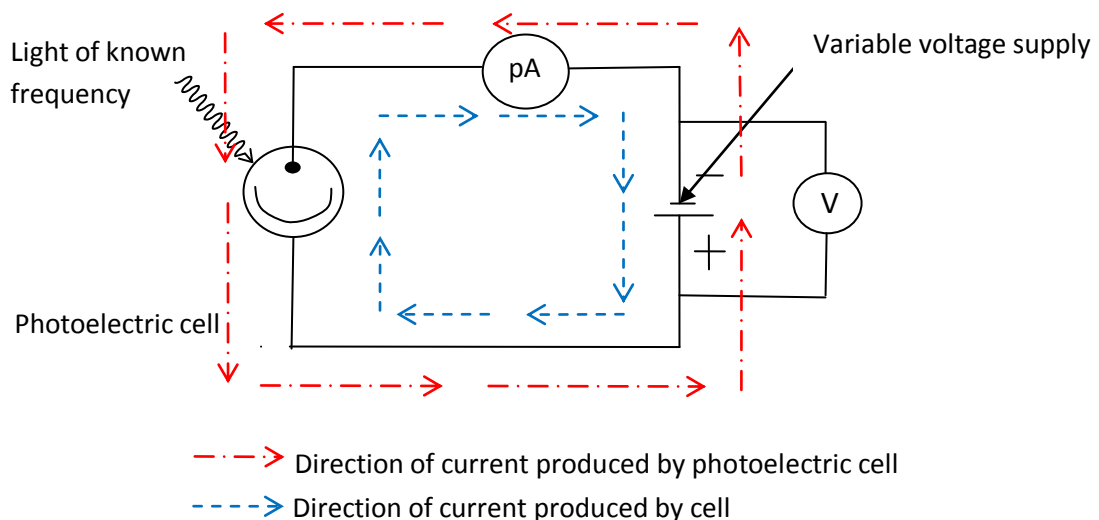 Light of known
frequency
pA
Variable voltage supply
−
V
+
Photoelectric cell
Direction of current produced by photoelectric cell
Direction of current produced by cell